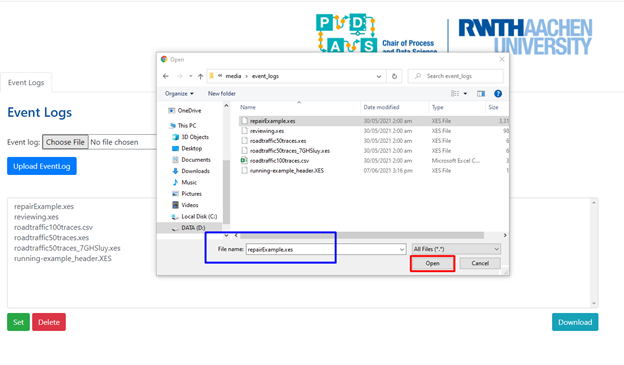 PD
AS
Chair of Process
and Data Science
RWTHAACHEN
UNIVERSITY
Event Logs
Event Logs
Event log: Choose File No file chosen
Upload EventLog
repairExample.xes
reviewing.xes
roadtraffic100traces.csv
roadtraffic50traces.xes
roadtraffic50traces_7GHSluy.xes
running-example_header.XES
Set
Delete
Download
Open
« media › event_logs
Search event_logs
Organize
New folder
OneDrive
This PC
3D Objects
Desktop
Documents
Downloads
Music
Pictures
Videos
Local Disk (C:)
DATA (D:)
Name Date modified Type Size
repairExample.xes 30/05/2021 2:00 am XES File 3,31
reviewing.xes 30/05/2021 2:00 am XES File 98
roadtraffic50traces.xes 30/05/2021 2:00 am XES File 6
roadtraffic50traces_7GHSluy.xes 30/05/2021 2:00 am XES File 6
roadtraffic100traces.csv 30/05/2021 2:00 am Microsoft Excel C... 3
running-example_header.XES 07/06/2021 3:16 pm XES File 1
File name: repairExample.xes
All Files (*.*)
Open
Cancel